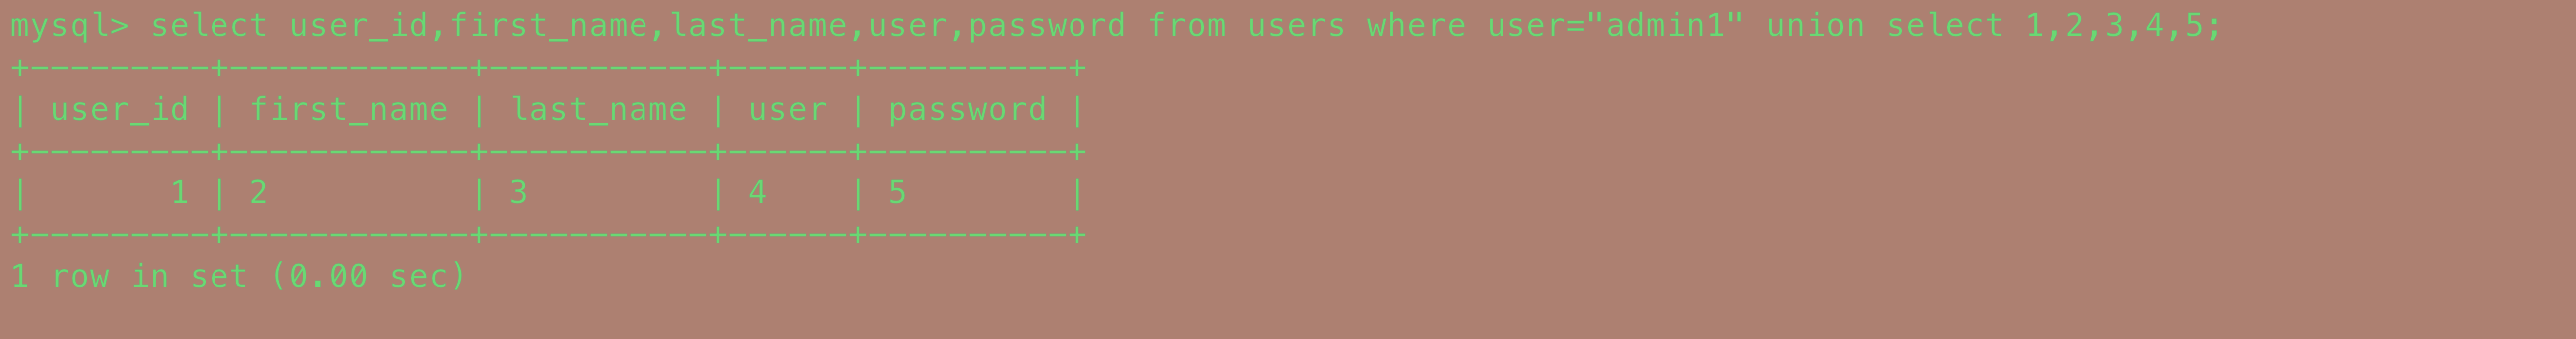 mysql> select user_id,first_name,last_name,user,password from users where user="admin1" union select 1,2,3,4,5;
+---------+------------+-----------+------+----------+
| user_id | first_name | last_name | user | password |
+---------+------------+-----------+------+----------+
|       1 | 2          | 3         | 4    | 5        |
+---------+------------+-----------+------+----------+
1 row in set (0.00 sec)